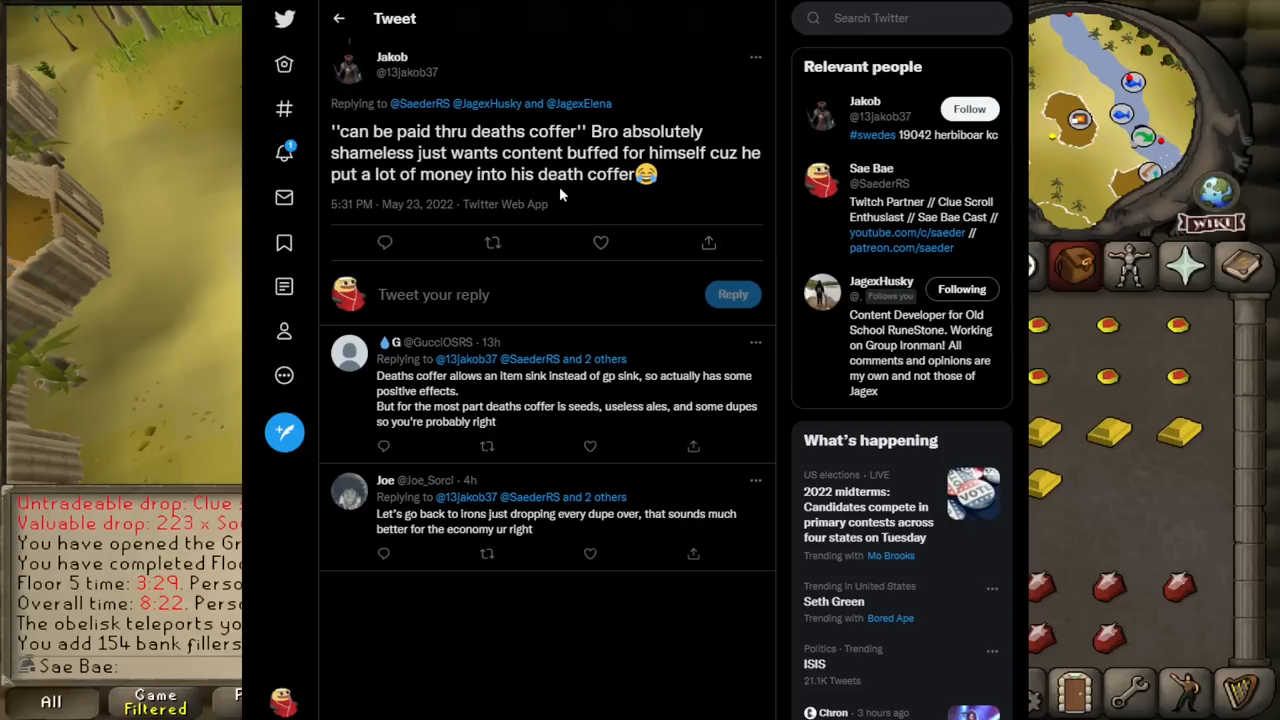 Tweet
Jakob
@13jakob37
Replying to @SaederRS @JagexHusky and @JagexElena
''can be paid thru deaths coffer'' Bro absolutely
shameless just wants content buffed for himself cuz he
put a lot of money into his death coffer😂
5:31 PM · May 23, 2022 · Twitter Web App
Tweet your reply
Reply
💧G @GucciOSRS · 13h
Replying to @13jakob37 @SaederRS and 2 others
Deaths coffer allows an item sink instead of gp sink, so actually has some
positive effects.
But for the most part deaths coffer is seeds, useless ales, and some dupes
so you're probably right
Joe @Joe_Sorcl · 4h
Replying to @13jakob37 @SaederRS and 2 others
Let's go back to irons just dropping every dupe over, that sounds much
better for the economy ur right
1
Search Twitter
Relevant people
Jakob
@13jakob37
Follow
#swedes 19042 herbiboar kc
Sae Bae
@SaederRS
Twitch Partner // Clue Scroll
Enthusiast // Sae Bae Cast //
youtube.com/c/saeder //
patreon.com/saeder
JagexHusky
@. Follows you
Following
Content Developer for Old
School RuneStone. Working
on Group Ironman! All
comments and opinions are
my own and not those of
Jagex
What's happening
US elections · LIVE
2022 midterms:
Candidates compete in
primary contests across
four states on Tuesday
Trending with Mo Brooks
VOTE
Trending in United States
Seth Green
Trending with Bored Ape
Politics · Trending
ISIS
21.1K Tweets
Chron · 3 hours ago
WIKI
Untradeable drop: Clue
Valuable drop: 223 x
You have opened the
You have completed
Floor 5 time: 3:29.
Overall time: 8:22.
The obelisk teleports
You add 154 bank fillers
Sae Bae:
All
Game
Filtered